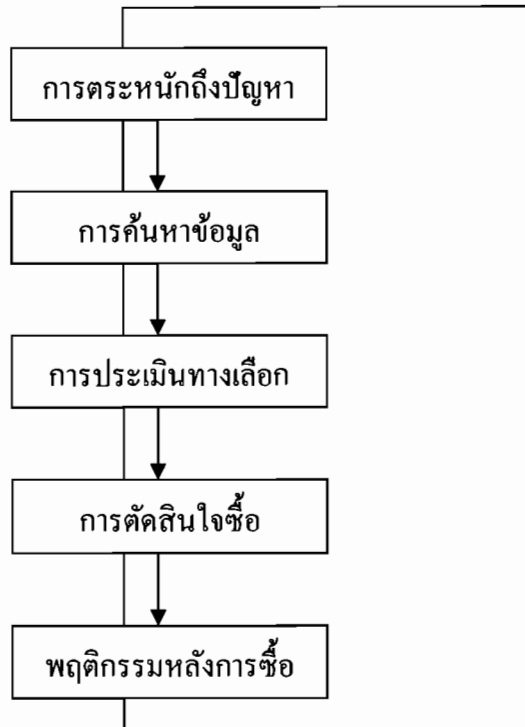 การตระหนักถึงปัญหา
การค้นหาข้อมูล
การประเมินทางเลือก
การตัดสินใจซื้อ
พฤติกรรมหลังการซื้อ